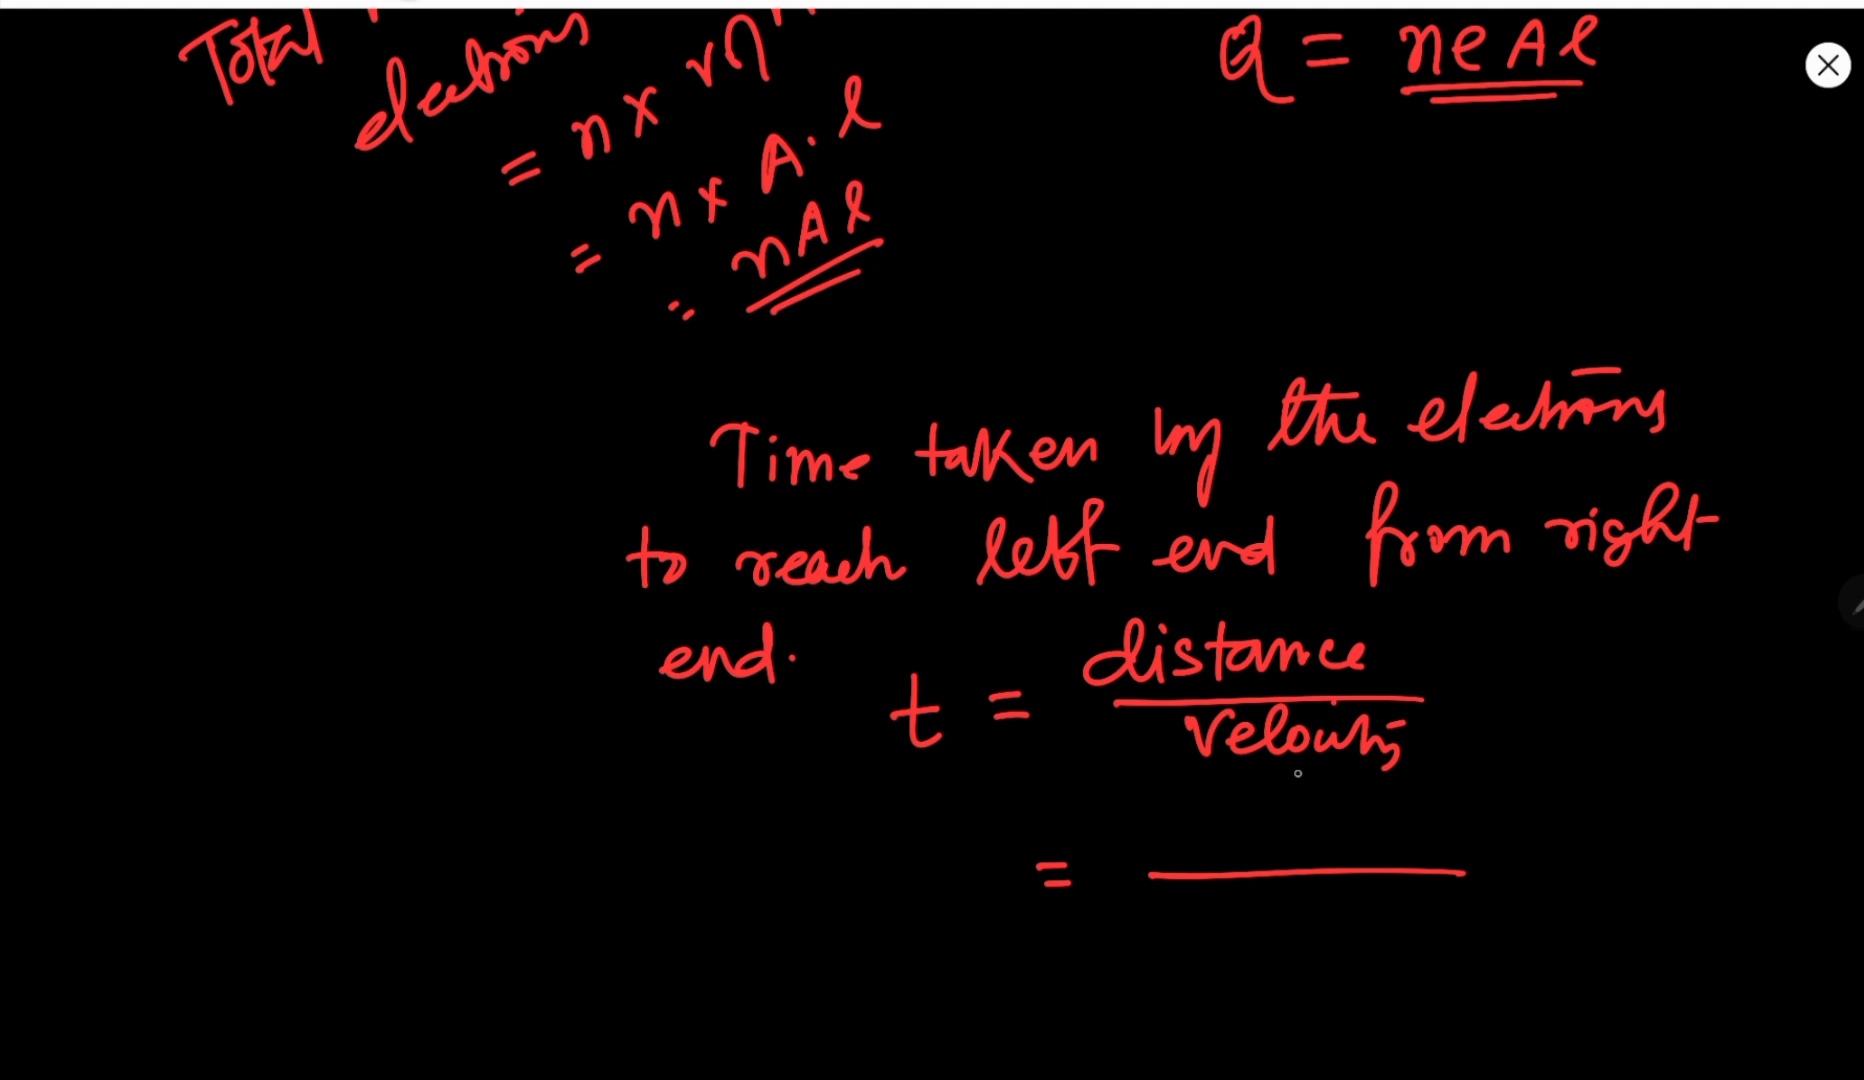 Total
electrons
= n x
= n x A. l
= nAl
Q = neAl
Time taken by the electrons
to reach left end from right
end.
t = distance
velocity
=